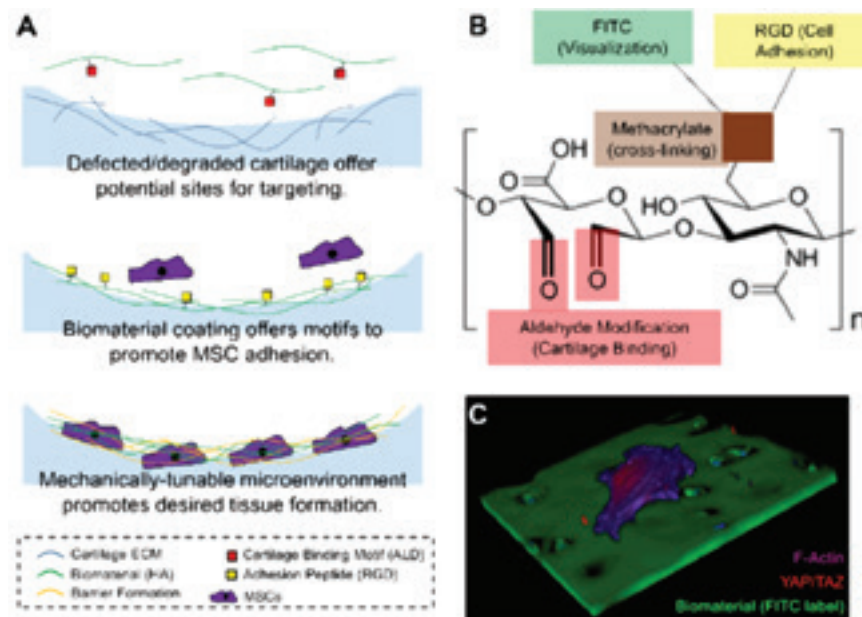 A
Defected/degraded cartilage offer
potential sites for targeting.
Biomaterial coating offers motifs to
promote MSC adhesion.
Mechanically-tunable microenvironment
promotes desired tissue formation.
Cartilage ECM
Biomaterial (HA)
Barrier Formation
Cartilage Binding Motif (ALD)
Adhesion Peptide (RGD)
MSCs
B
FITC
(Visualization)
RGD (Cell
Adhesion)
Methacrylate
(cross-linking)
OH
O
O
HO
O
O
O
O
O
NH
O
n
Aldehyde Modification
(Cartilage Binding)
C
F-Actin
YAP/TAZ
Biomaterial (FITC label)